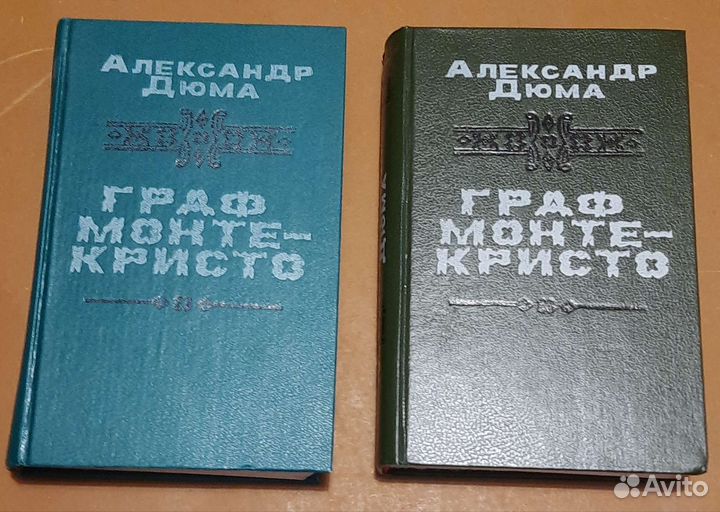 АЛЕКСАНДР
ДЮМА
ГРАФ
МОНТЕ-
КРИСТО
АЛЕКСАНДР
ДЮМА
ГРАФ
МОНТЕ-
КРИСТО
ДЮМА
Avito